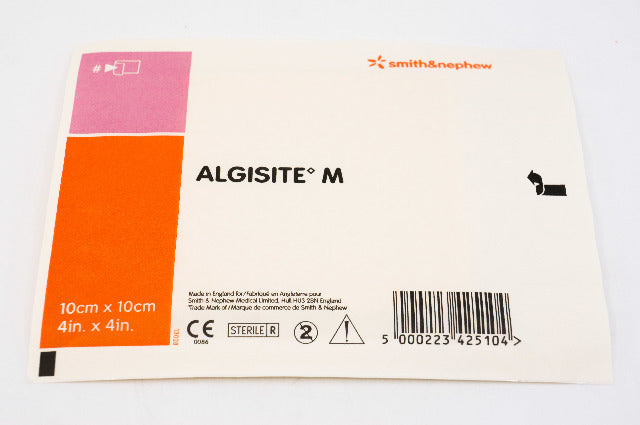 #
smith&nephew
ALGISITE◊ M
10cm x 10cm
4in. x 4in.
Made in England for/Fabriqué en Angleterre pour
Smith & Nephew Medical Limited, Hull HU3 2BN England
◊Trade Mark of/Marque de commerce de Smith & Nephew
CE
0086
STERILE R
2
!
5 000223 425104 >